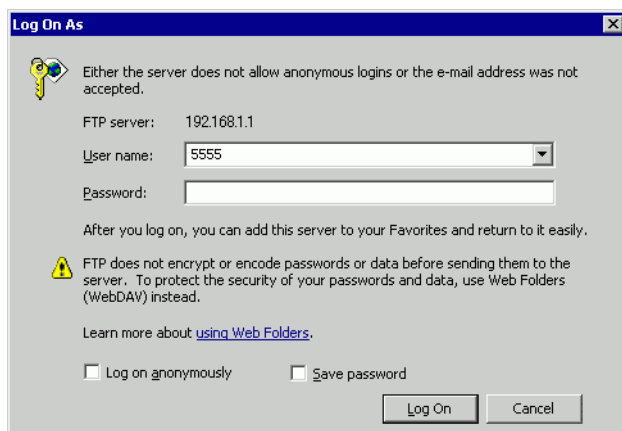 Log On As
Either the server does not allow anonymous logins or the e-mail address was not
accepted.
FTP server: 192.168.1.1
User name: 5555
Password:
After you log on, you can add this server to your Favorites and return to it easily.
FTP does not encrypt or encode passwords or data before sending them to the
server. To protect the security of your passwords and data, use Web Folders
(WebDAV) instead.
Learn more about using Web Folders.
Log on anonymously Save password
Log On Cancel